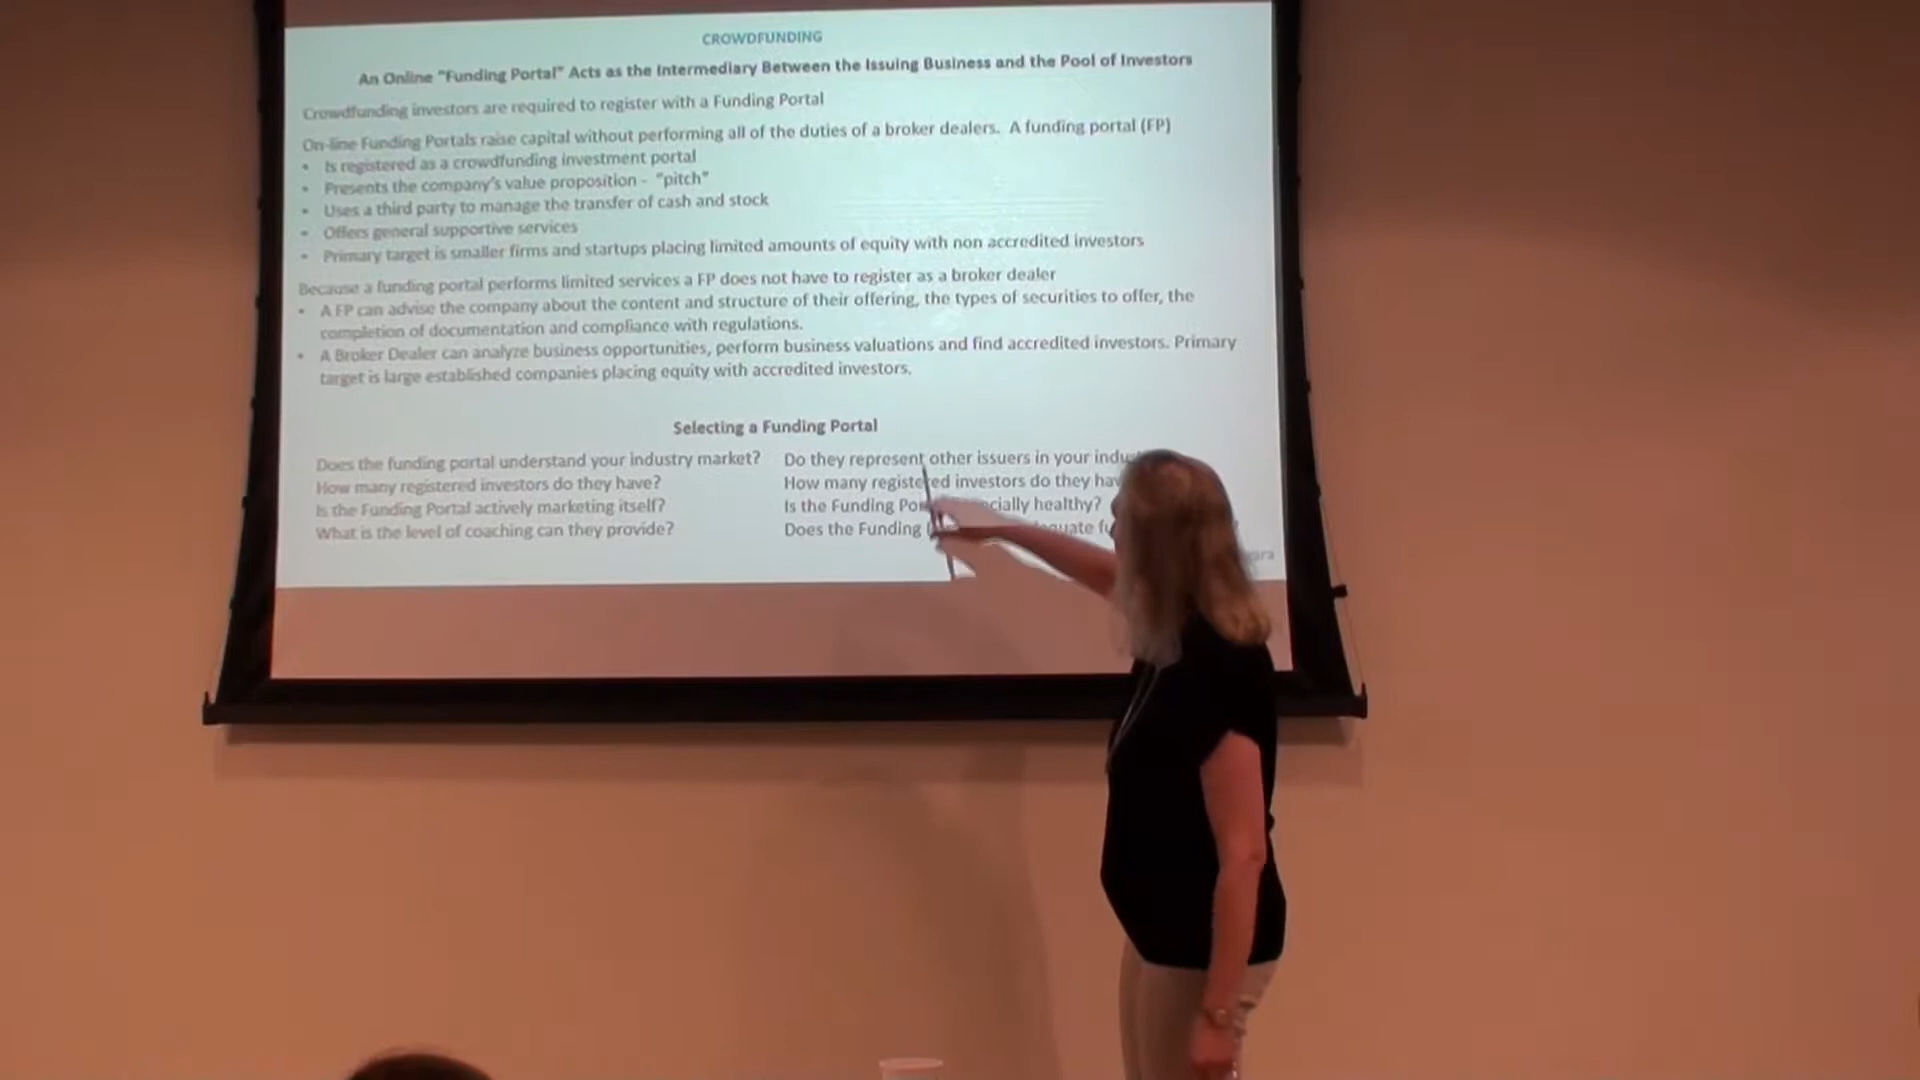 CROWDFUNDING
An Online "Funding Portal" Acts as the Intermediary Between the Issuing Business and the Pool of Investors
Crowdfunding investors are required to register with a Funding Portal
On-line Funding Portals raise capital without performing all of the duties of a broker dealers. A funding portal (FP)
• Is registered as a crowdfunding investment portal
• Presents the company's value proposition - "pitch"
• Uses a third party to manage the transfer of cash and stock
• Offers general supportive services
• Primary target is smaller firms and startups placing limited amounts of equity with non accredited investors
Because a funding portal performs limited services a FP does not have to register as a broker dealer
• A FP can advise the company about the content and structure of their offering, the types of securities to offer, the
completion of documentation and compliance with regulations.
• A Broker Dealer can analyze business opportunities, perform business valuations and find accredited investors. Primary
target is large established companies placing equity with accredited investors.
Selecting a Funding Portal
Does the funding portal understand your industry market? Do they represent other issuers in your
How many registered investors do they have? How many registered investors do they
Is the Funding Portal actively marketing itself? Is the Funding healthy?
What is the level of coaching can they provide? Does the Funding